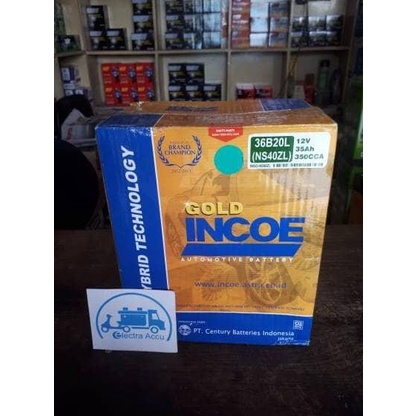 BRAND
CHAMPION
36B20L
(NS40ZL)
12V
35Ah
350CCA
HYBRID TECHNOLOGY
GOLD
INCOE
AUTOMOTIVE BATTERY
www.incoe.astra.co.id
PT. Century Batteries Indonesia
Electra Accu